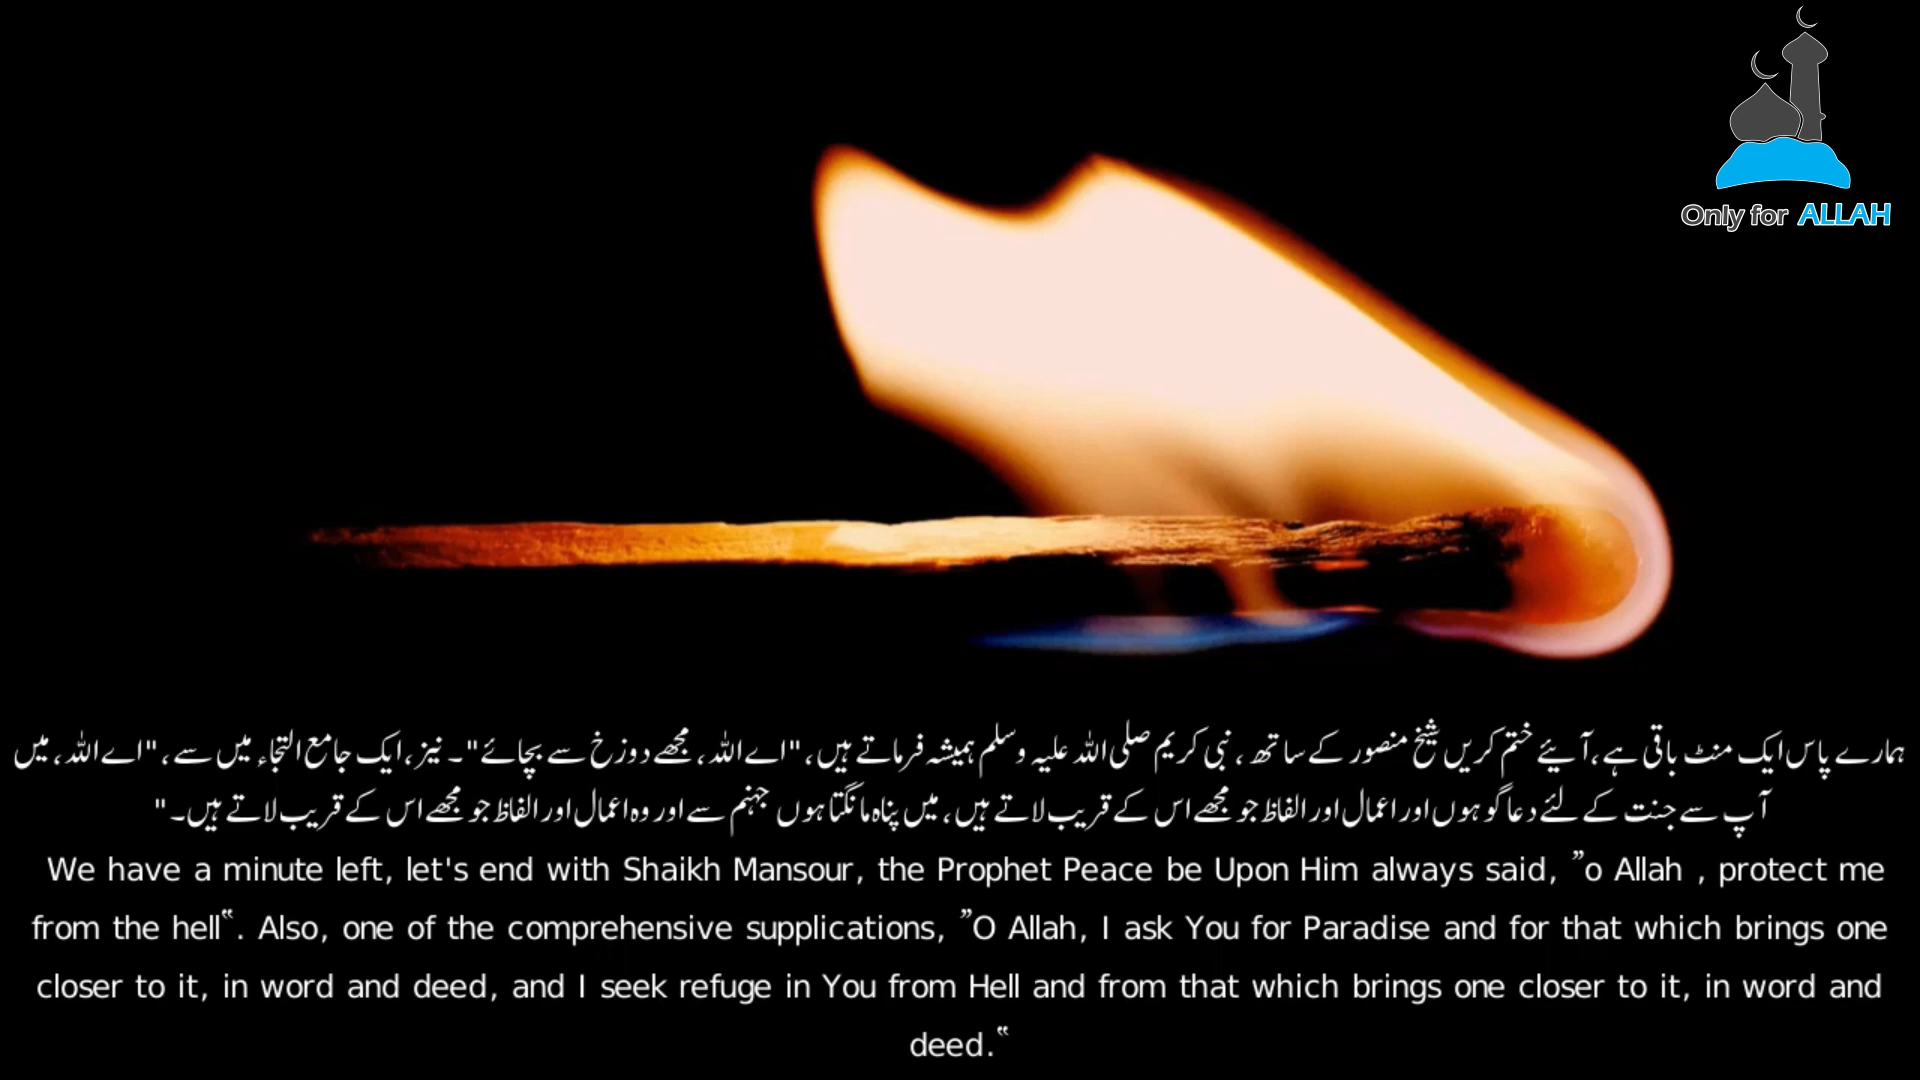 Only for ALLAH
ہمارے پاس ایک منٹ باقی ہے، آیئے ختم کریں شیخ منصور کے ساتھ ، نبی کریم صلی اللہ علیہ وسلم ہمیشہ فرماتے ہیں، "اے اللہ ، مجھے دوزخ سے بچائے"۔ نیز ، ایک جامع التجاء میں سے ، "اے اللہ ، میں
آپ سے جنت کے لئے دعا گو ہوں اور اعمال اور الفاظ جو مجھے اس کے قریب لاتے ہیں ، میں پناہ مانگتا ہوں جہنم سے اور وہ اعمال اور الفاظ جو مجھے اس کے قریب لاتے ہیں۔"
We have a minute left, let's end with Shaikh Mansour, the Prophet Peace be Upon Him always said, ”o Allah , protect me
from the hell‟. Also, one of the comprehensive supplications, ”O Allah, I ask You for Paradise and for that which brings one
closer to it, in word and deed, and I seek refuge in You from Hell and from that which brings one closer to it, in word and
deed.‟